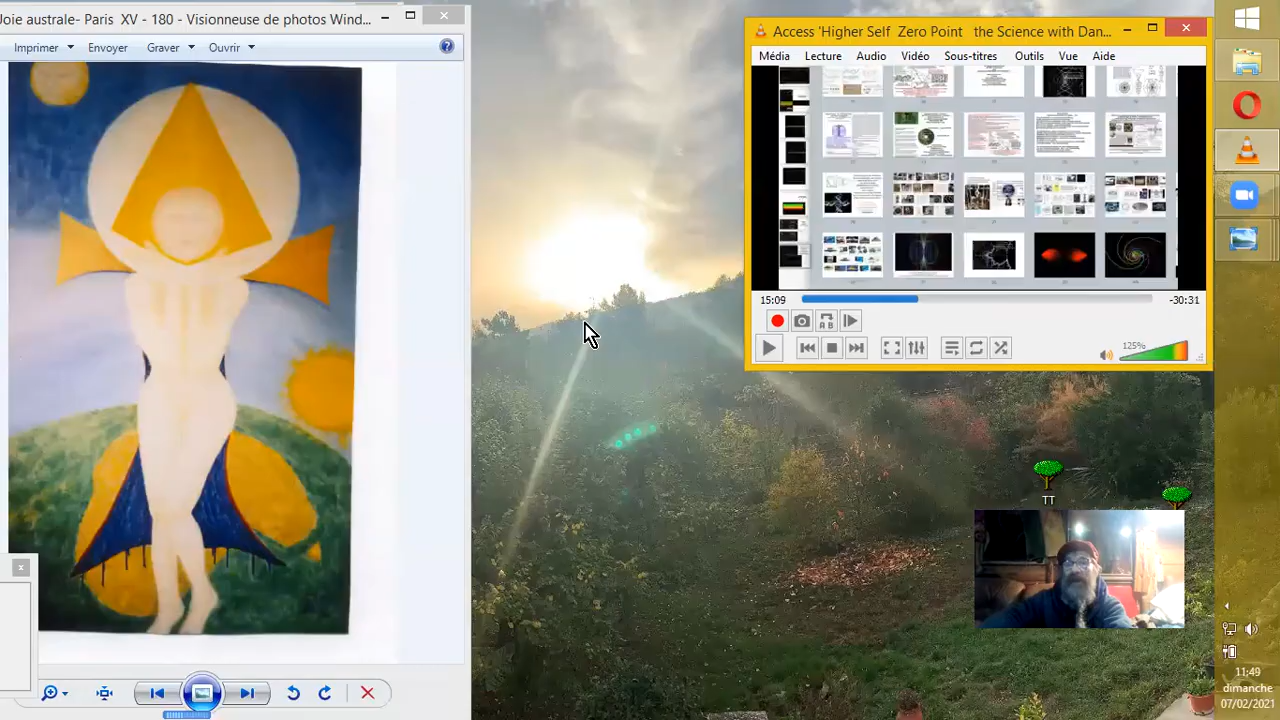 Joie australe- Paris XV - 180 - Visionneuse de photos Wind...
Imprimer
Envoyer
Graver
Ouvrir
Access 'Higher Self Zero Point the Science with Dan...
Média
Lecture
Audio
Vidéo
Sous-titres
Outils
Vue
Aide
15:09
-30:31
125%
TT
11:49
dimanche
07/02/2021